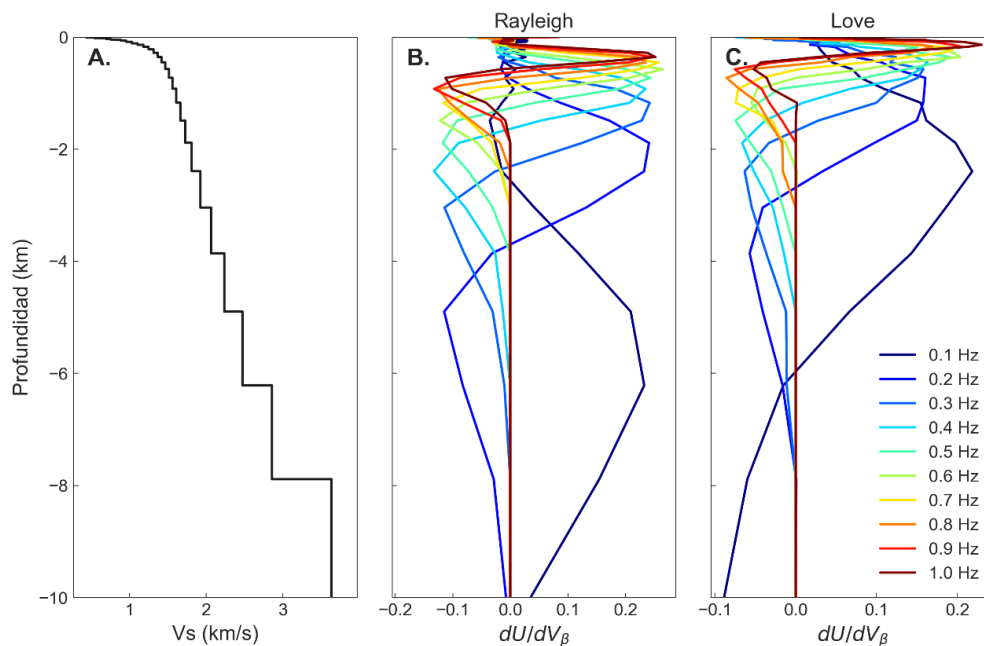 Rayleigh
Love
A.
B.
C.
Profundidad (km)
0
−2
−4
−6
−8
−10
1
2
3
Vs (km/s)
−0.2
−0.1
0.0
0.1
0.2
dU/dVβ
−0.1
0.0
0.1
0.2
dU/dVβ
0.1 Hz
0.2 Hz
0.3 Hz
0.4 Hz
0.5 Hz
0.6 Hz
0.7 Hz
0.8 Hz
0.9 Hz
1.0 Hz